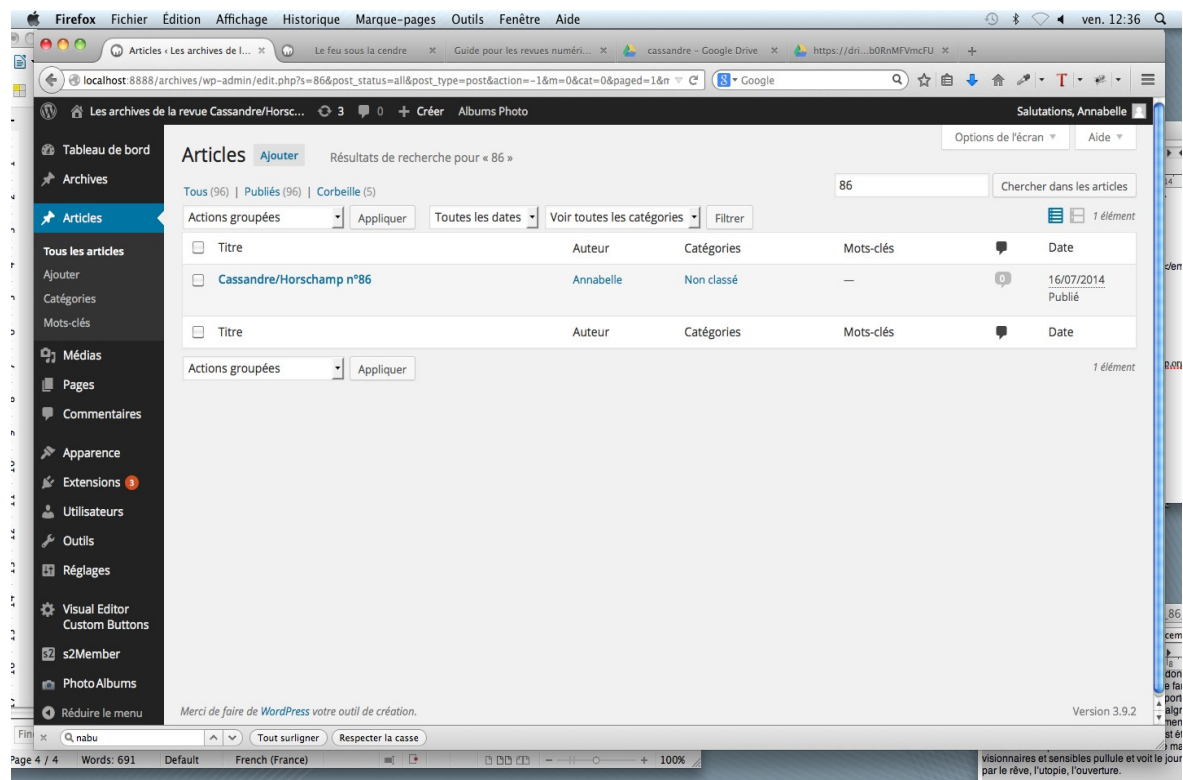 Firefox Fichier Édition Affichage Historique Marque-pages Outils Fenêtre Aide ven. 12:36
Articles ‹ Les archives de l... Le feu sous la cendre Guide pour les revues numéri... cassandre – Google Drive https://dri...b0RnMFVmcFU
localhost:8888/archives/wp-admin/edit.php?s=86&post_status=all&post_type=post&action=-1&m=0&cat=0&paged=1&m Google
Les archives de la revue Cassandre/Horsc... 3 0 + Créer Albums Photo Salutations, Annabelle
Options de l'écran Aide
Tableau de bord
Archives
Articles
Tous les articles
Ajouter
Catégories
Mots-clés
Médias
Pages
Commentaires
Apparence
Extensions 3
Utilisateurs
Outils
Réglages
Visual Editor
Custom Buttons
s2Member
PhotoAlbums
Réduire le menu
Articles Ajouter Résultats de recherche pour « 86 »
Tous (96) | Publiés (96) | Corbeille (5)
86 Chercher dans les articles
Actions groupées Appliquer Toutes les dates Voir toutes les catégories Filtrer 1 élément
Titre Auteur Catégories Mots-clés Date
Cassandre/Horschamp n°86 Annabelle Non classé — 0 16/07/2014
Publié
Titre Auteur Catégories Mots-clés Date
Actions groupées Appliquer 1 élément
Merci de faire de WordPress votre outil de création. Version 3.9.2
nabu Tout surligner Respecter la casse
Page 4 / 4 Words: 691 Default French (France) 100%
visionnaire, et sensibles pullule et voit le jour